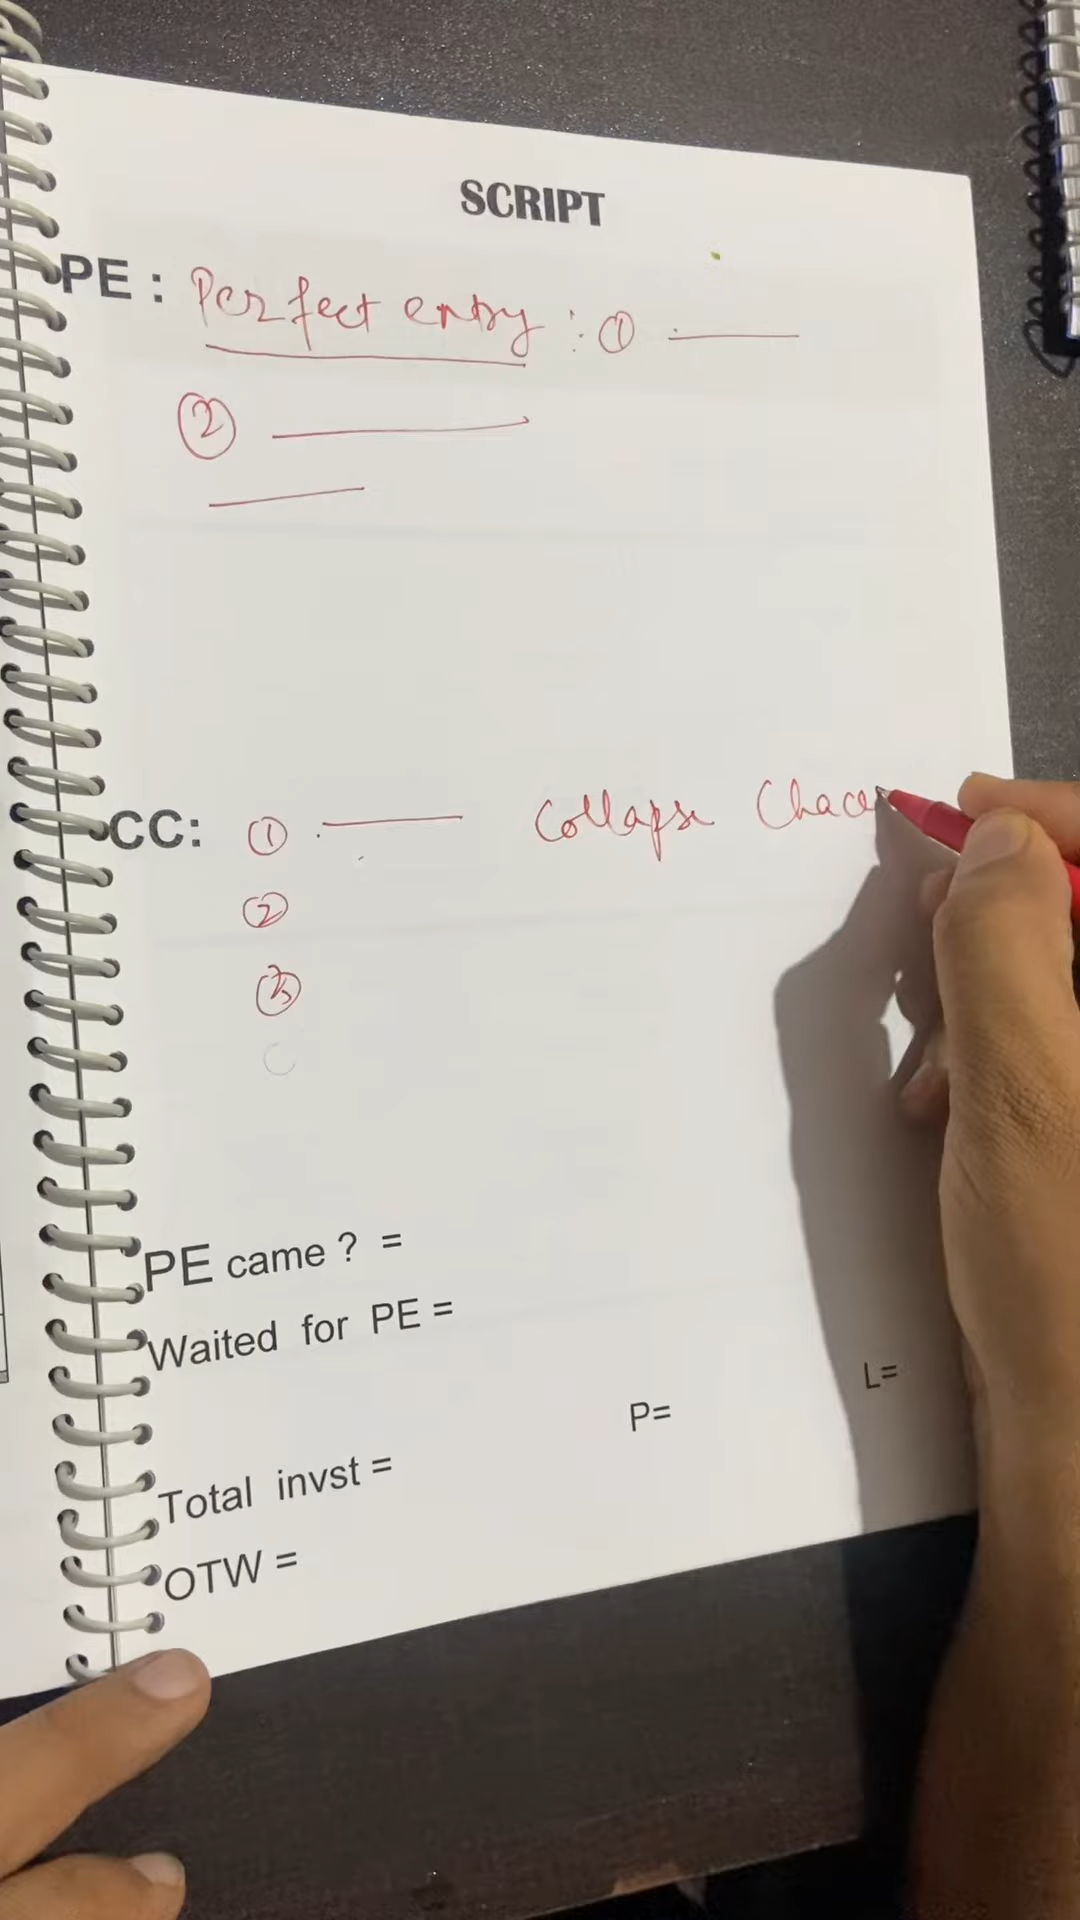 SCRIPT
PE : Perfect entry : ①
②
CC: ① Collapse Chace
②
③
PE came ? =
Waited for PE =
P= L=
Total invst =
OTW =